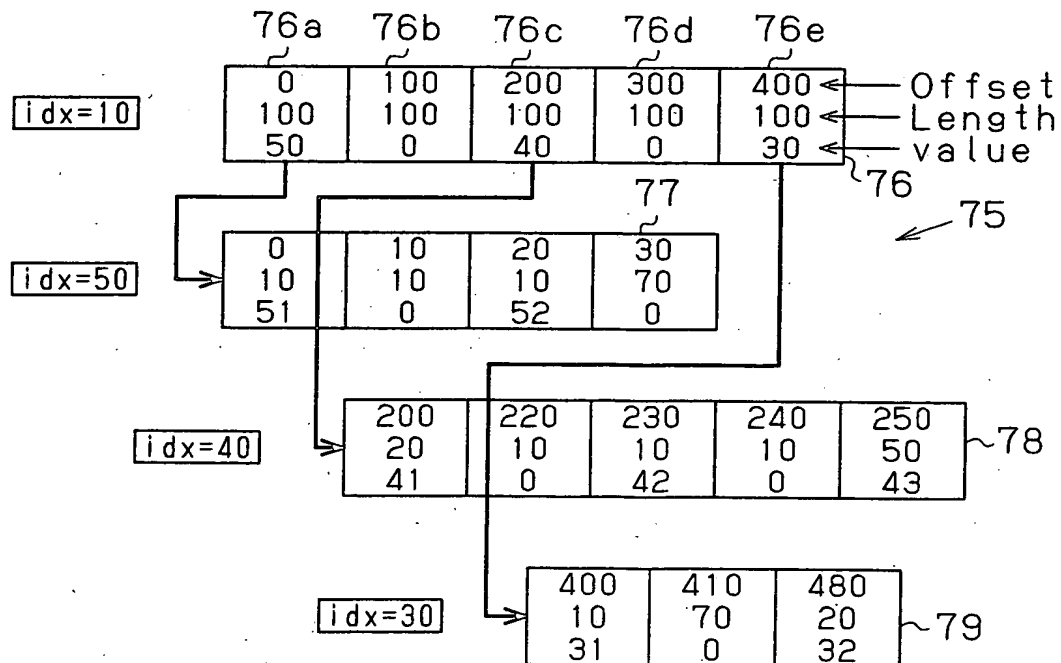 76a 76b 76c 76d 76e
idx=10
0 100 200 300 400 Offset
100 100 100 100 100 Length
50 0 40 0 30 value
76
77
75
idx=50
0 10 20 30
10 10 10 70
51 0 52 0
idx=40
200 220 230 240 250
20 10 10 10 50
41 0 42 0 43
78
idx=30
400 410 480
10 70 20
31 0 32
79